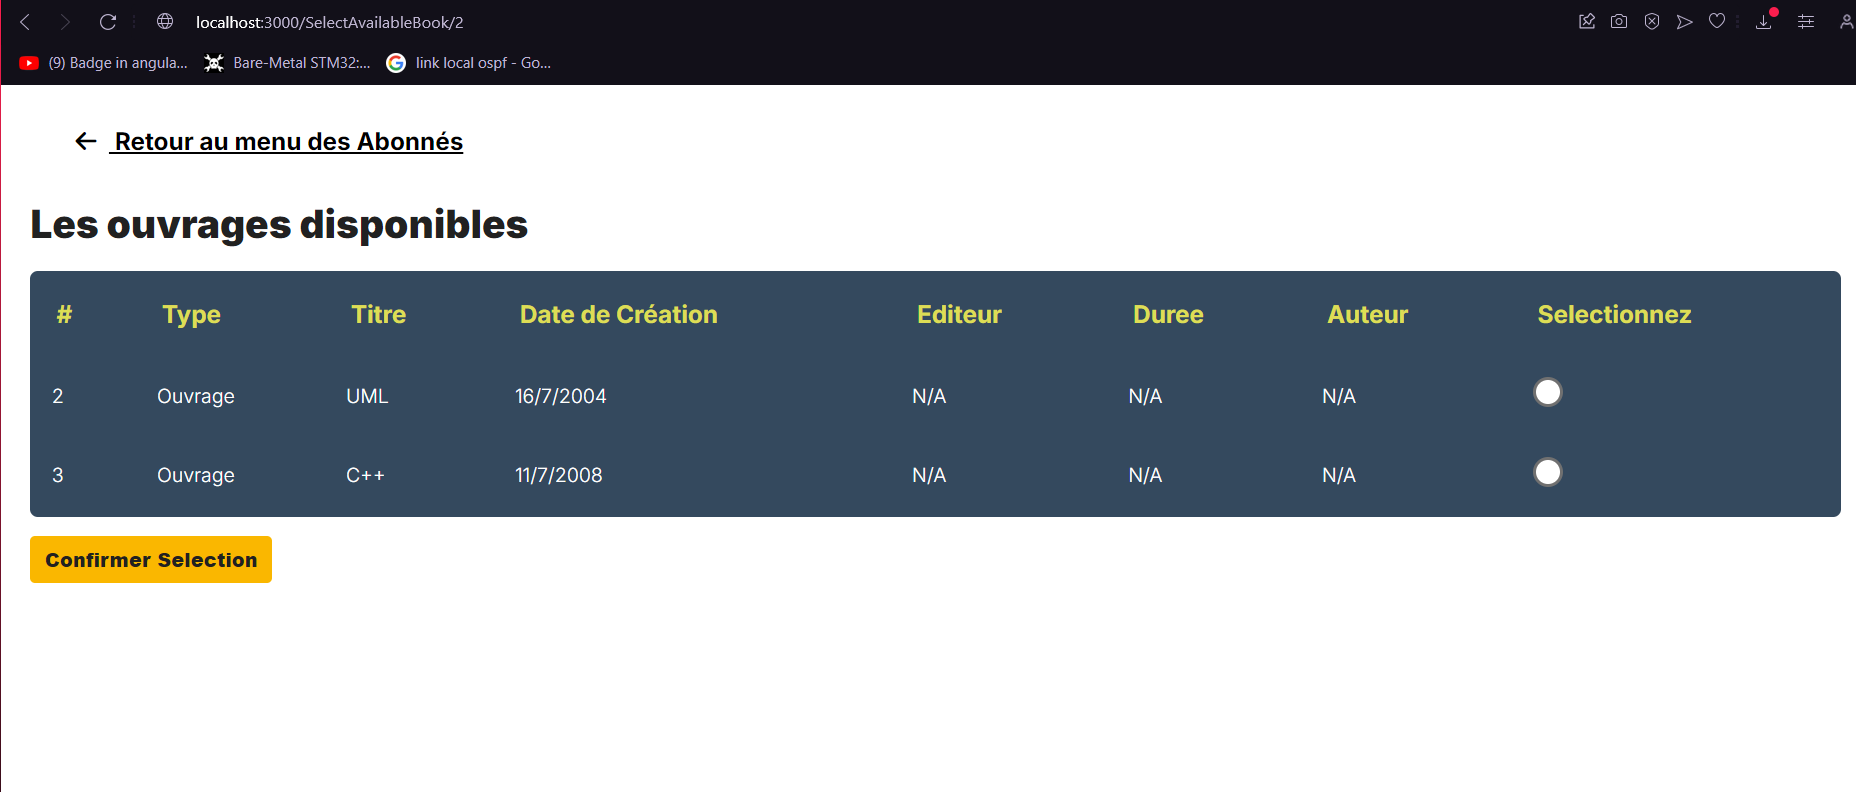 localhost:3000/SelectAvailableBook/2
(9) Badge in angula... Bare-Metal STM32:... link local ospf - Go...
Retour au menu des Abonnés
Les ouvrages disponibles
# Type Titre Date de Création Editeur Duree Auteur Selectionnez
2 Ouvrage UML 16/7/2004 N/A N/A N/A
3 Ouvrage C++ 11/7/2008 N/A N/A N/A
Confirmer Selection